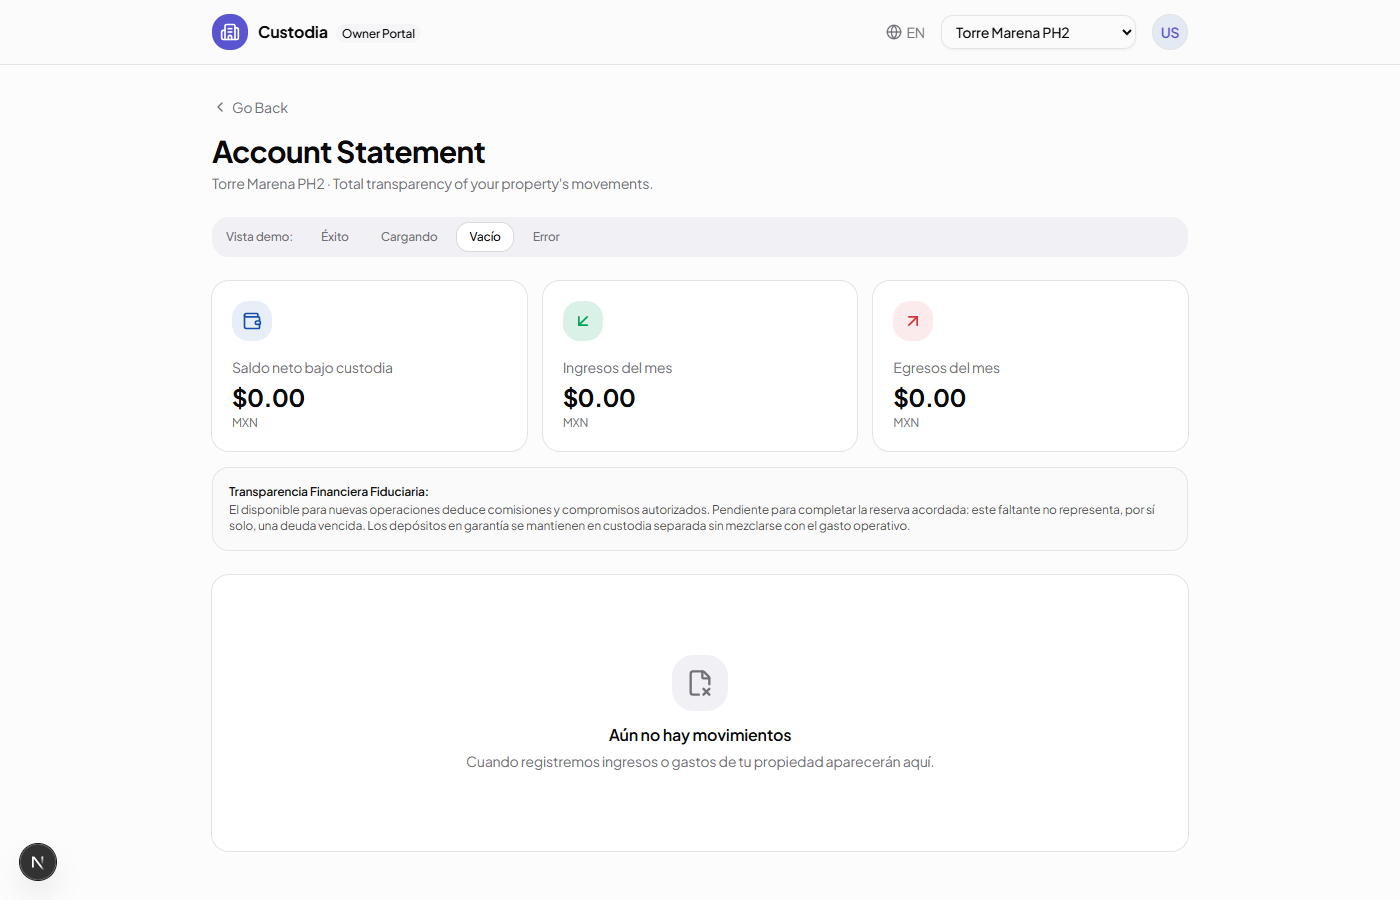 Custodia
Owner Portal
EN
Torre Marena PH2
US
Go Back
Account Statement
Torre Marena PH2 · Total transparency of your property's movements.
Vista demo:
Éxito
Cargando
Vacío
Error
Saldo neto bajo custodia
$0.00
MXN
Ingresos del mes
$0.00
MXN
Egresos del mes
$0.00
MXN
Transparencia Financiera Fiduciaria:
El disponible para nuevas operaciones deduce comisiones y compromisos autorizados. Pendiente para completar la reserva acordada: este faltante no representa, por sí
solo, una deuda vencida. Los depósitos en garantía se mantienen en custodia separada sin mezclarse con el gasto operativo.
Aún no hay movimientos
Cuando registremos ingresos o gastos de tu propiedad aparecerán aquí.
N